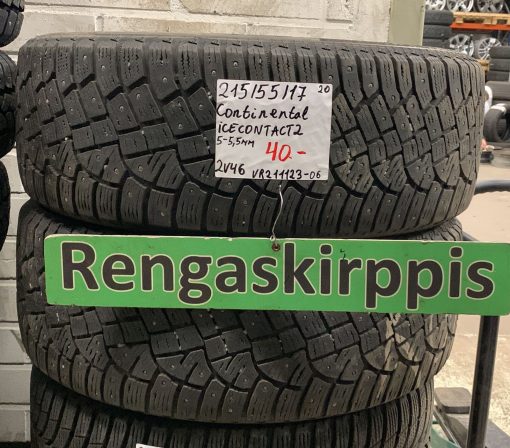 215/55/17 20
Continental
iCECONTACT2
5-5,5mm 40.-
2V46 VR211123-06
Rengaskirppis